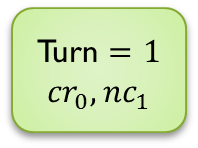 Turn = 1
cr₀, nc₁